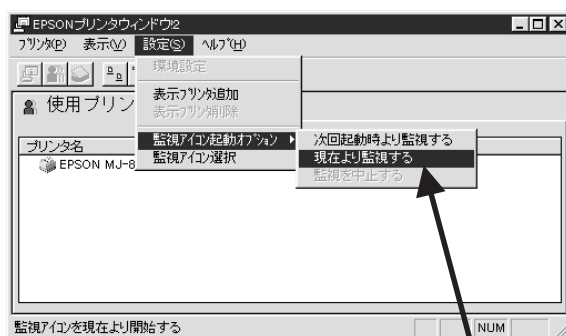 EPSONプリンタウィンドウ!2
プリンタ(P) 表示(V) 設定(S) ヘルプ(H)
環境設定
表示プリンタ追加
表示プリンタ削除
監視アイコン起動オプション
監視アイコン選択
次回起動時より監視する
現在より監視する
監視を中止する
使用プリン
プリンタ名
EPSON MJ-8
監視アイコンを現在より開始する
NUM